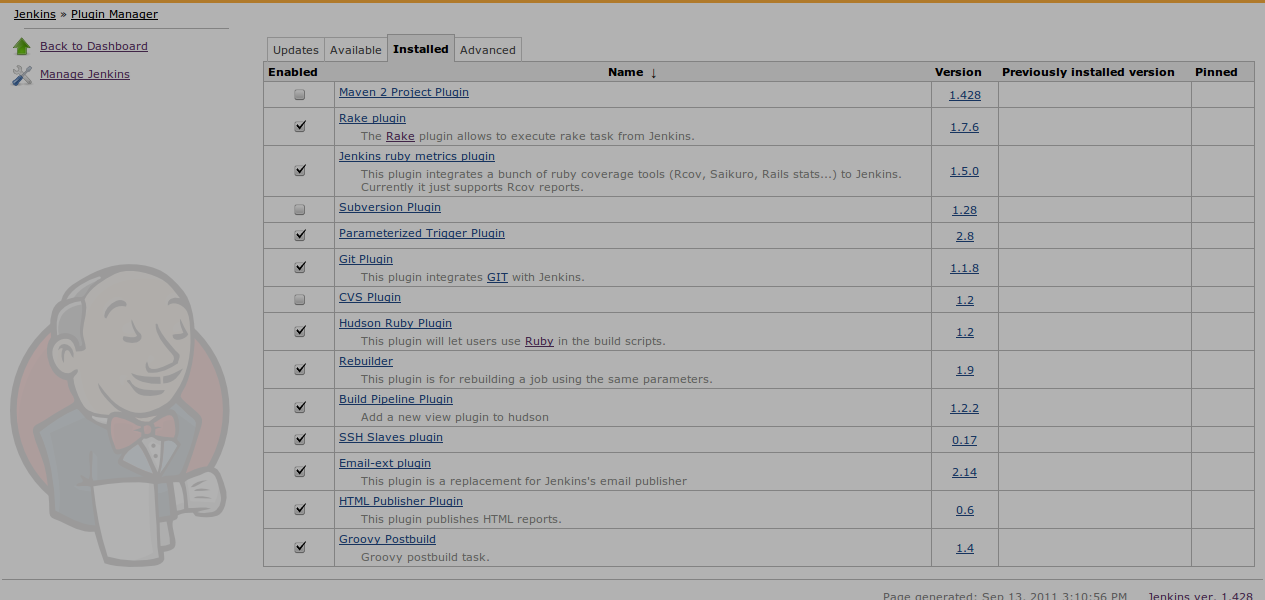 Jenkins » Plugin Manager
Back to Dashboard
Manage Jenkins
Updates Available Installed Advanced
Enabled Name ↓ Version Previously installed version Pinned
Maven 2 Project Plugin 1.428
Rake plugin 1.7.6
The Rake plugin allows to execute rake task from Jenkins.
Jenkins ruby metrics plugin 1.5.0
This plugin integrates a bunch of ruby coverage tools (Rcov, Saikuro, Rails stats...) to Jenkins.
Currently it just supports Rcov reports.
Subversion Plugin 1.28
Parameterized Trigger Plugin 2.8
Git Plugin 1.1.8
This plugin integrates GIT with Jenkins.
CVS Plugin 1.2
Hudson Ruby Plugin 1.2
This plugin will let users use Ruby in the build scripts.
Rebuilder 1.9
This plugin is for rebuilding a job using the same parameters.
Build Pipeline Plugin 1.2.2
Add a new view plugin to hudson
SSH Slaves plugin 0.17
Email-ext plugin 2.14
This plugin is a replacement for Jenkins's email publisher
HTML Publisher Plugin 0.6
This plugin publishes HTML reports.
Groovy Postbuild 1.4
Groovy postbuild task.
Page generated: Sep 13, 2011 3:10:56 PM Jenkins ver. 1.428